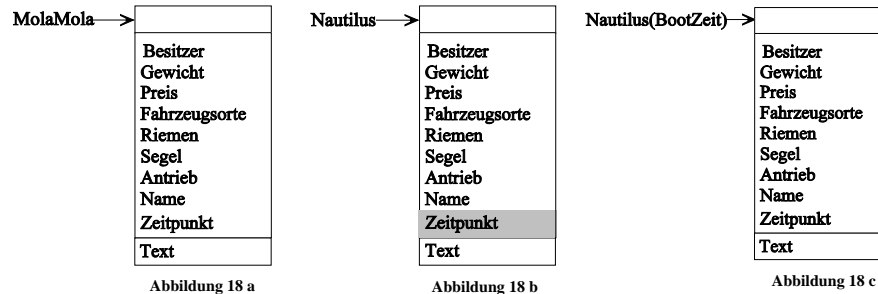 MolaMola
Besitzer
Gewicht
Preis
Fahrzeugsorte
Riemen
Segel
Antrieb
Name
Zeitpunkt
Text
Abbildung 18 a
Nautilus
Besitzer
Gewicht
Preis
Fahrzeugsorte
Riemen
Segel
Antrieb
Name
Zeitpunkt
Text
Abbildung 18 b
Nautilus(BootZeit)
Besitzer
Gewicht
Preis
Fahrzeugsorte
Riemen
Segel
Antrieb
Name
Zeitpunkt
Text
Abbildung 18 c